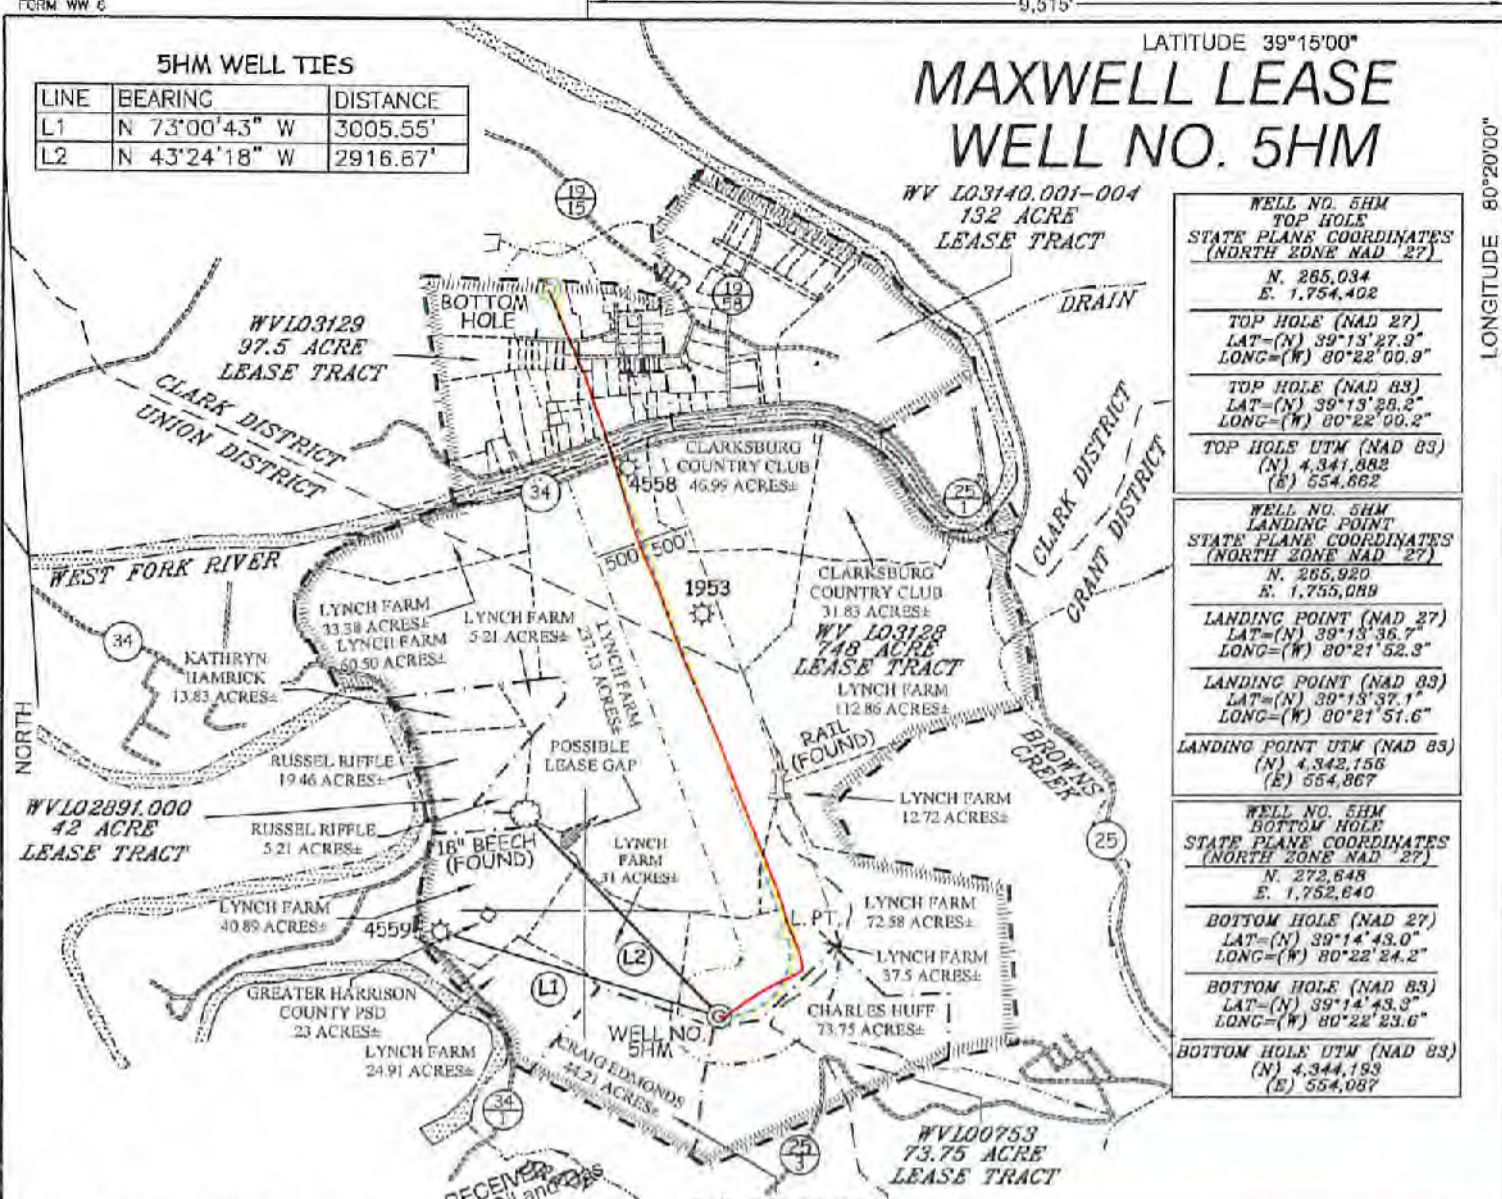 FORM WW 6
9,515'
LATITUDE 39°15'00"
MAXWELL LEASE
WELL NO. 5HM
LONGITUDE 80°20'00"
5HM WELL TIES
LINE BEARING DISTANCE
L1 N 73°00'43" W 3005.55'
L2 N 43°24'18" W 2916.67'
WV L03140.001-004
132 ACRE
LEASE TRACT
19
15
19
58
DRAIN
BOTTOM
HOLE
WVL03129
97.5 ACRE
LEASE TRACT
CLARK DISTRICT
UNION DISTRICT
CLARKSBURG
COUNTRY CLUB
46.99 ACRES±
4558
34
25
1
CLARK DISTRICT
GRANT DISTRICT
WEST FORK RIVER
500'
500'
1953
CLARKSBURG
COUNTRY CLUB
31.83 ACRES±
WV L03128
748 ACRE
LEASE TRACT
LYNCH FARM
112.86 ACRES±
LYNCH FARM
33.38 ACRES±
LYNCH FARM
60.50 ACRES±
LYNCH FARM
5.21 ACRES±
LYNCH FARM
237.13 ACRES±
34
KATHRYN
HAMRICK
13.83 ACRES±
NORTH
RUSSEL RIFFLE
19.46 ACRES±
POSSIBLE
LEASE GAP
RAIL
(FOUND)
BROWNS
CREEK
WVL02891.000
42 ACRE
LEASE TRACT
RUSSEL RIFFLE
5.21 ACRES±
18" BEECH
(FOUND)
LYNCH
FARM
31 ACRES±
LYNCH FARM
12.72 ACRES±
25
LYNCH FARM
40.89 ACRES±
4559
L.PT.
LYNCH FARM
72.58 ACRES±
LYNCH FARM
37.5 ACRES±
L2
L1
GREATER HARRISON
COUNTY PSD
23 ACRES±
LYNCH FARM
24.91 ACRES±
WELL NO.
5HM
CHARLES HUFF
73.75 ACRES±
CRAIG EDMONDS
44.21 ACRES±
34
1
25
3
WVL00753
73.75 ACRE
LEASE TRACT
WELL NO. 5HM
TOP HOLE
STATE PLANE COORDINATES
(NORTH ZONE NAD '27)
N. 265,034
E. 1,754,402
TOP HOLE (NAD 27)
LAT=(N) 39°13'27.9"
LONG=(W) 80°22'00.9"
TOP HOLE (NAD 83)
LAT=(N) 39°13'28.2"
LONG=(W) 80°22'00.2"
TOP HOLE UTM (NAD 83)
(N) 4,341,882
(E) 554,662
WELL NO. 5HM
LANDING POINT
STATE PLANE COORDINATES
(NORTH ZONE NAD '27)
N. 265,920
E. 1,755,089
LANDING POINT (NAD 27)
LAT=(N) 39°13'36.7"
LONG=(W) 80°21'52.3"
LANDING POINT (NAD 83)
LAT=(N) 39°13'37.1"
LONG=(W) 80°21'51.6"
LANDING POINT UTM (NAD 83)
(N) 4,342,156
(E) 554,867
WELL NO. 5HM
BOTTOM HOLE
STATE PLANE COORDINATES
(NORTH ZONE NAD '27)
N. 272,648
E. 1,752,640
BOTTOM HOLE (NAD 27)
LAT=(N) 39°14'43.0"
LONG=(W) 80°22'24.2"
BOTTOM HOLE (NAD 83)
LAT=(N) 39°14'43.3"
LONG=(W) 80°22'23.6"
BOTTOM HOLE UTM (NAD 83)
(N) 4,344,193
(E) 554,087